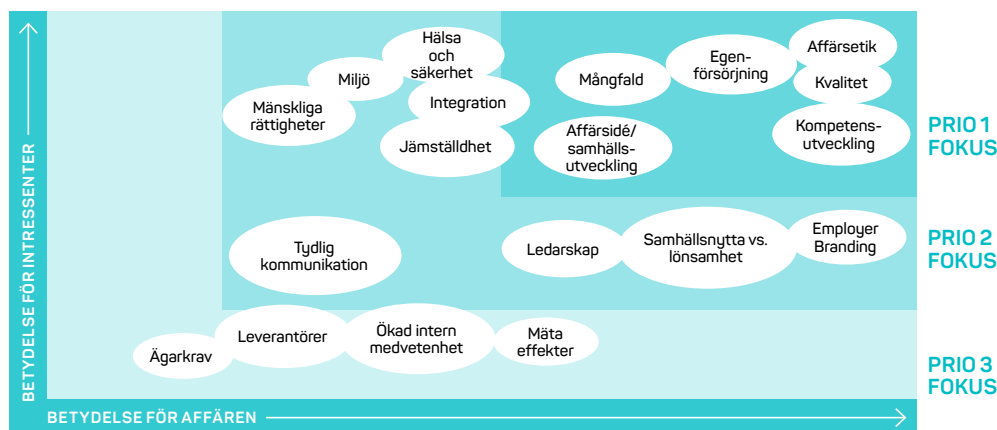 BETYDELSE FÖR INTRESSENTER
Hälsa
och
säkerhet
Miljö
Mänskliga
rättigheter
Integration
Jämställdhet
Mångfald
Egen-
försörjning
Affärsetik
Kvalitet
Affärsidé/
samhälls-
utveckling
Kompetens-
utveckling
PRIO 1
FOKUS
Tydlig
kommunikation
Ledarskap
Samhällsnytta vs.
lönsamhet
Employer
Branding
PRIO 2
FOKUS
Ägarkrav
Leverantörer
Ökad intern
medvetenhet
Mäta
effekter
PRIO 3
FOKUS
BETYDELSE FÖR AFFÄREN